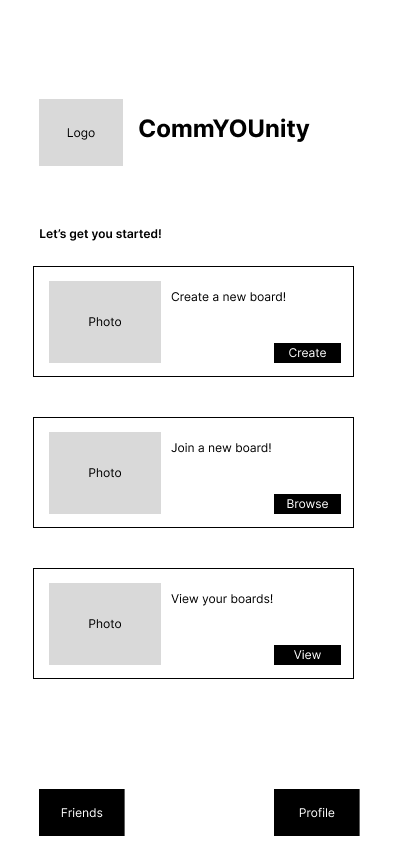 Logo
CommYOUnity
Let's get you started!
Photo
Create a new board!
Create
Photo
Join a new board!
Browse
Photo
View your boards!
View
Friends
Profile